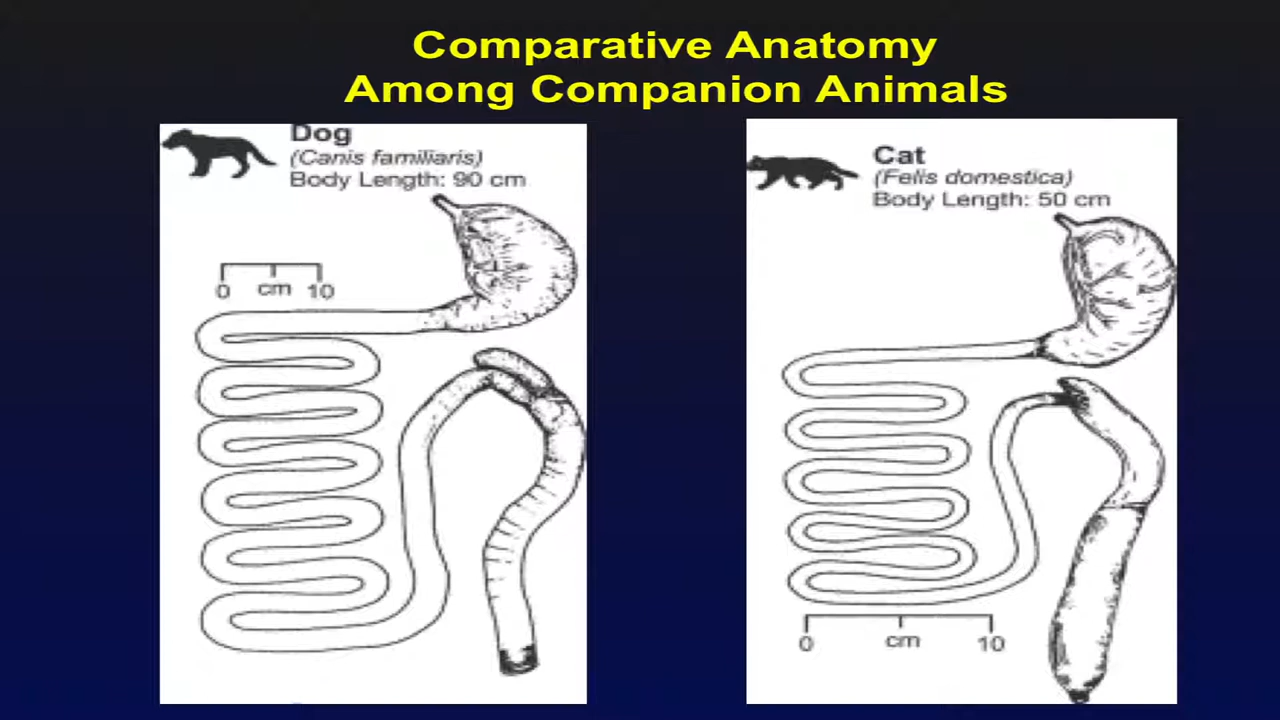 Comparative Anatomy
Among Companion Animals
Dog
(Canis familiaris)
Body Length: 90 cm
0 cm 10
Cat
(Felis domestica)
Body Length: 50 cm
0 cm 10